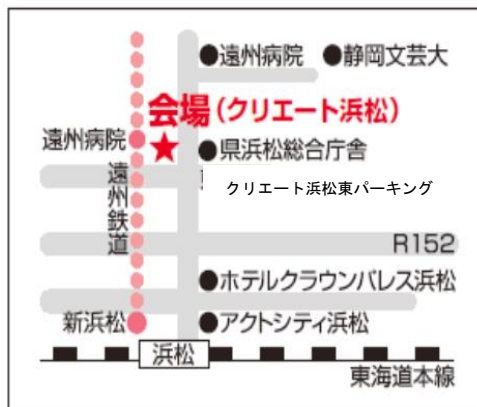 ●遠州病院 ●静岡文芸大
会場(クリエート浜松)
遠州病院 ★ ●県浜松総合庁舎
クリエート浜松東パーキング
遠州鉄道
R152
●ホテルクラウンパレス浜松
新浜松 ●アクトシティ浜松
浜松
東海道本線